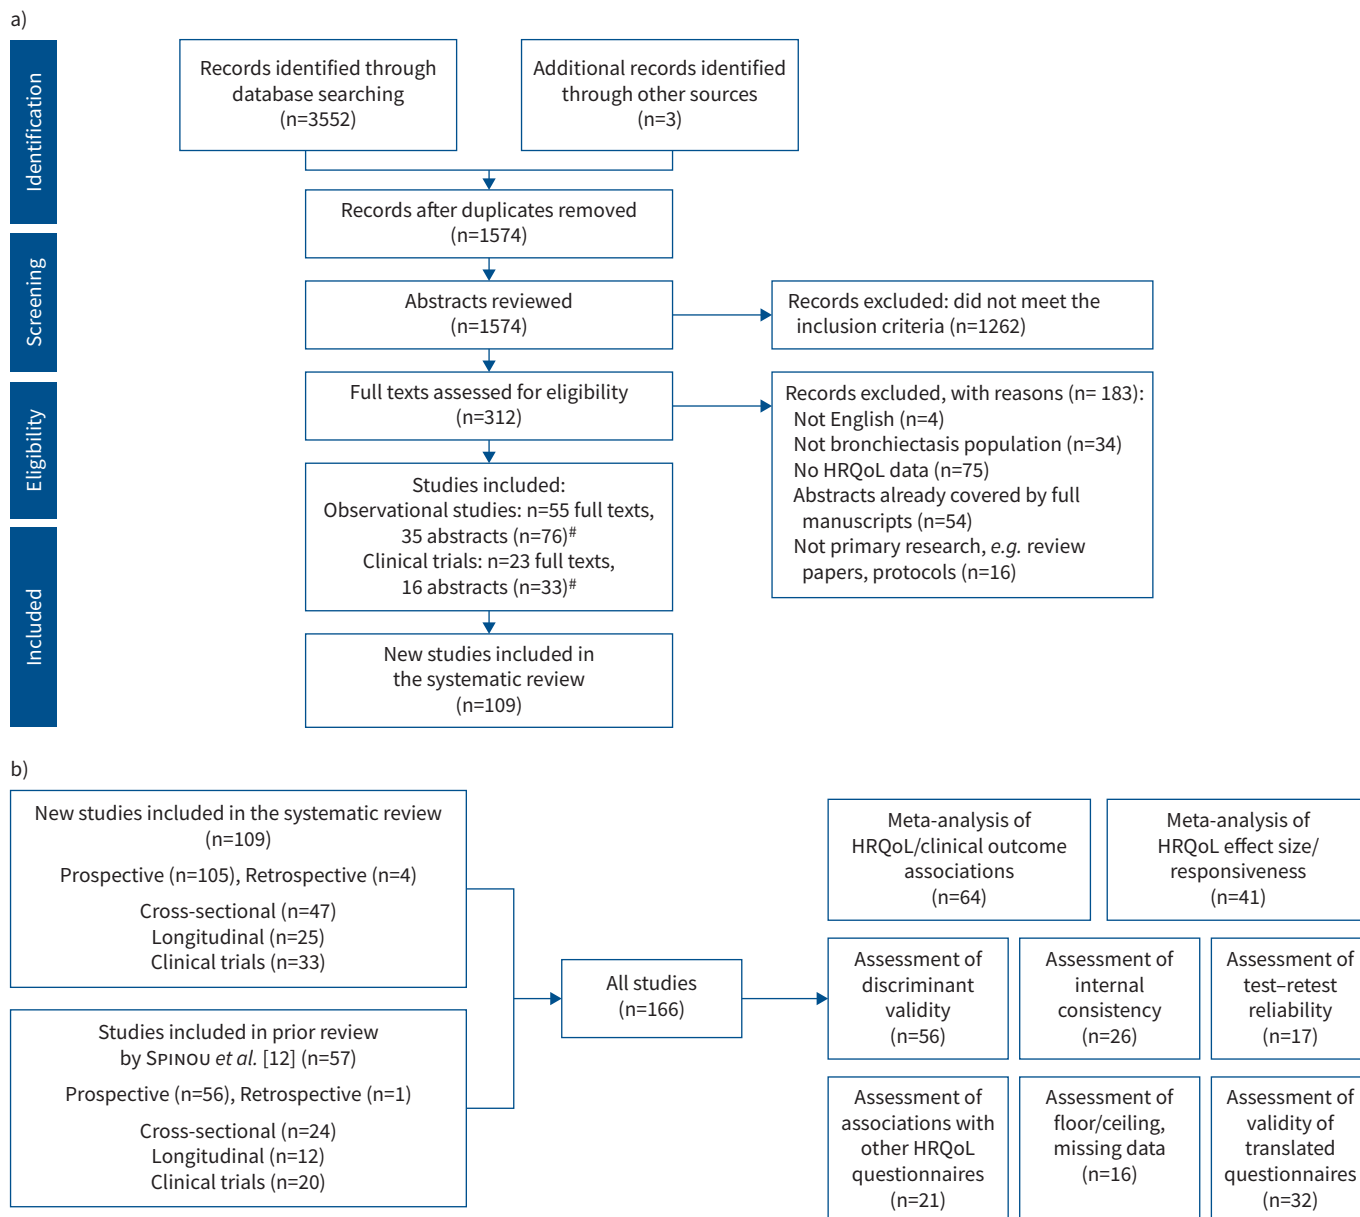 a)
Identification
Records identified through
database searching
(n=3552)
Additional records identified
through other sources
(n=3)
Records after duplicates removed
(n=1574)
Screening
Abstracts reviewed
(n=1574)
Records excluded: did not meet the
inclusion criteria (n=1262)
Eligibility
Full texts assessed for eligibility
(n=312)
Records excluded, with reasons (n= 183):
Not English (n=4)
Not bronchiectasis population (n=34)
No HRQoL data (n=75)
Abstracts already covered by full
manuscripts (n=54)
Not primary research, e.g. review
papers, protocols (n=16)
Studies included:
Observational studies: n=55 full texts,
35 abstracts (n=76)#
Clinical trials: n=23 full texts,
16 abstracts (n=33)#
Included
New studies included in
the systematic review
(n=109)
b)
New studies included in the systematic review
(n=109)
Prospective (n=105), Retrospective (n=4)
Cross-sectional (n=47)
Longitudinal (n=25)
Clinical trials (n=33)
Studies included in prior review
by SPINOU et al. [12] (n=57)
Prospective (n=56), Retrospective (n=1)
Cross-sectional (n=24)
Longitudinal (n=12)
Clinical trials (n=20)
All studies
(n=166)
Meta-analysis of
HRQoL/clinical outcome
associations
(n=64)
Meta-analysis of
HRQoL effect size/
responsiveness
(n=41)
Assessment of
discriminant
validity
(n=56)
Assessment of
internal
consistency
(n=26)
Assessment of
test–retest
reliability
(n=17)
Assessment of
associations with
other HRQoL
questionnaires
(n=21)
Assessment of
floor/ceiling,
missing data
(n=16)
Assessment of
validity of
translated
questionnaires
(n=32)